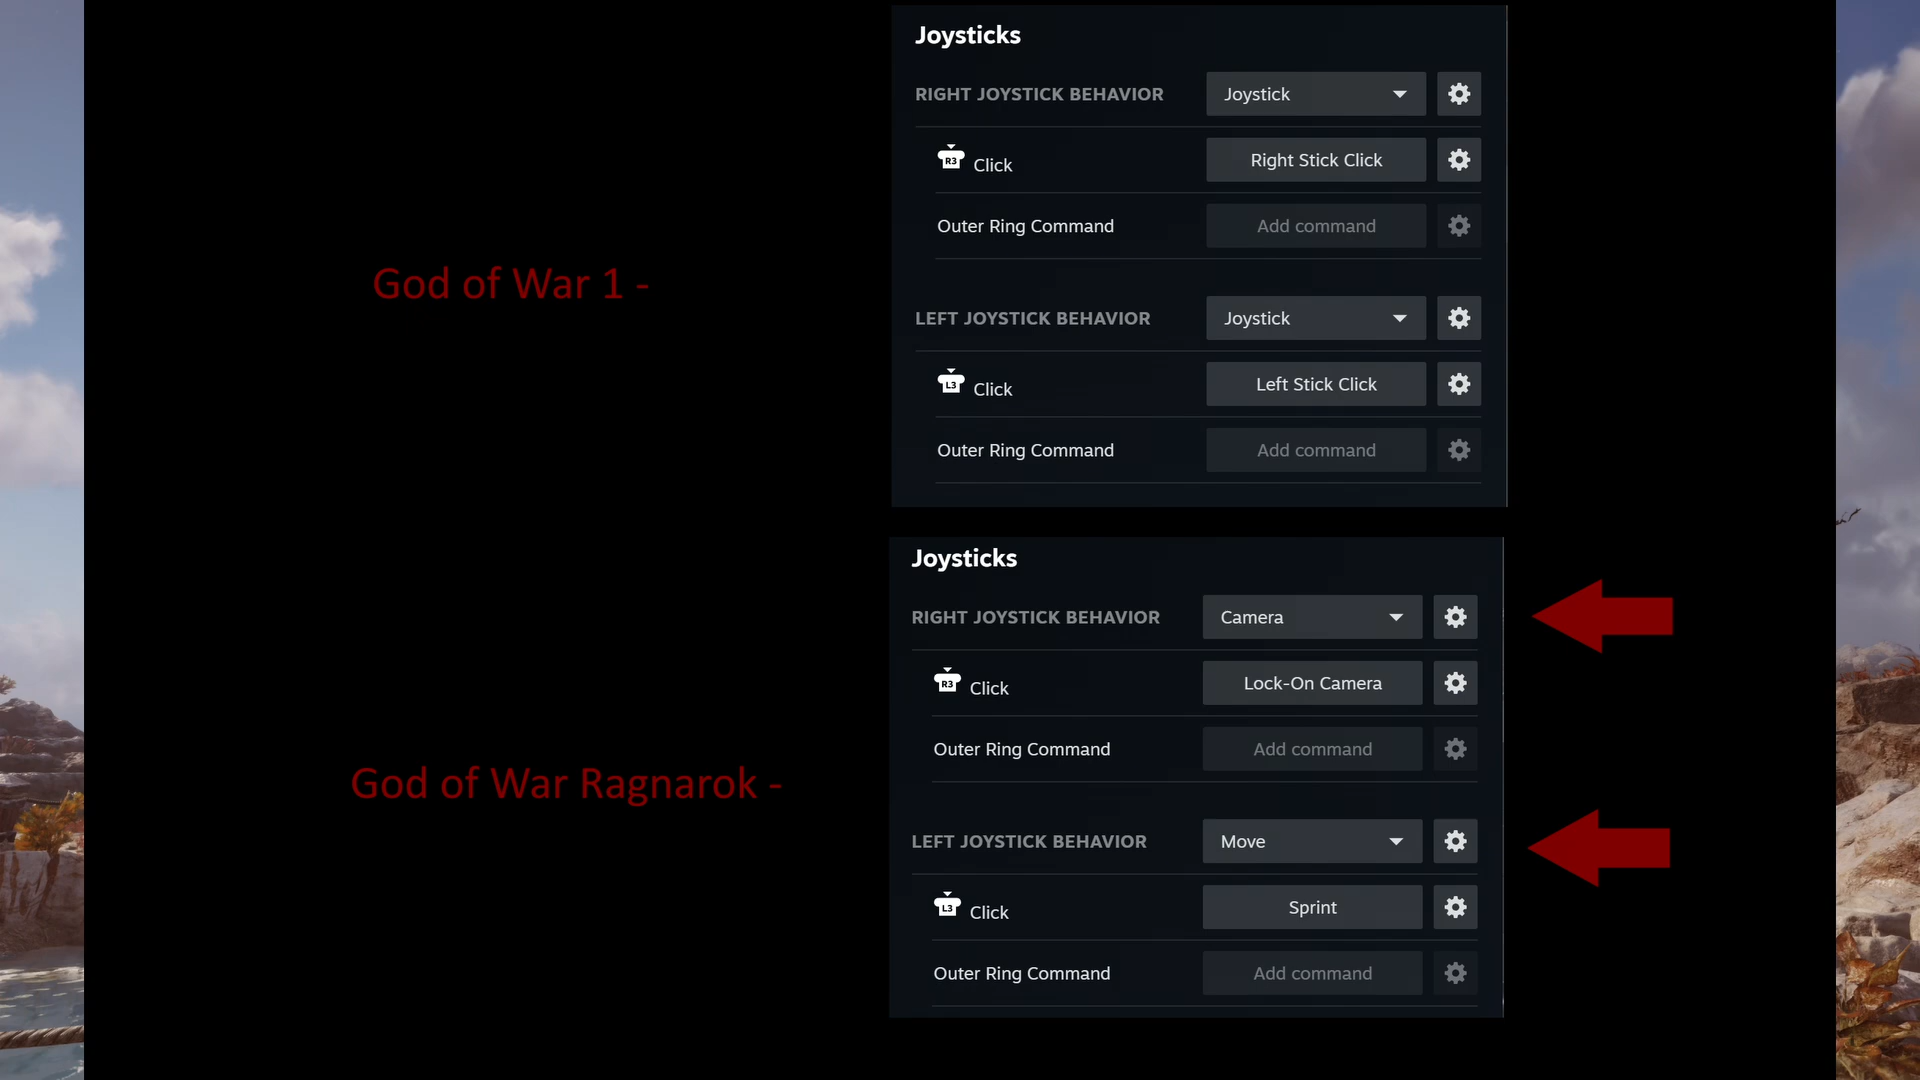 Joysticks
RIGHT JOYSTICK BEHAVIOR Joystick
R3 Click Right Stick Click
Outer Ring Command Add command
God of War 1 -
LEFT JOYSTICK BEHAVIOR Joystick
L3 Click Left Stick Click
Outer Ring Command Add command
Joysticks
RIGHT JOYSTICK BEHAVIOR Camera
R3 Click Lock-On Camera
Outer Ring Command Add command
God of War Ragnarok -
LEFT JOYSTICK BEHAVIOR Move
L3 Click Sprint
Outer Ring Command Add command